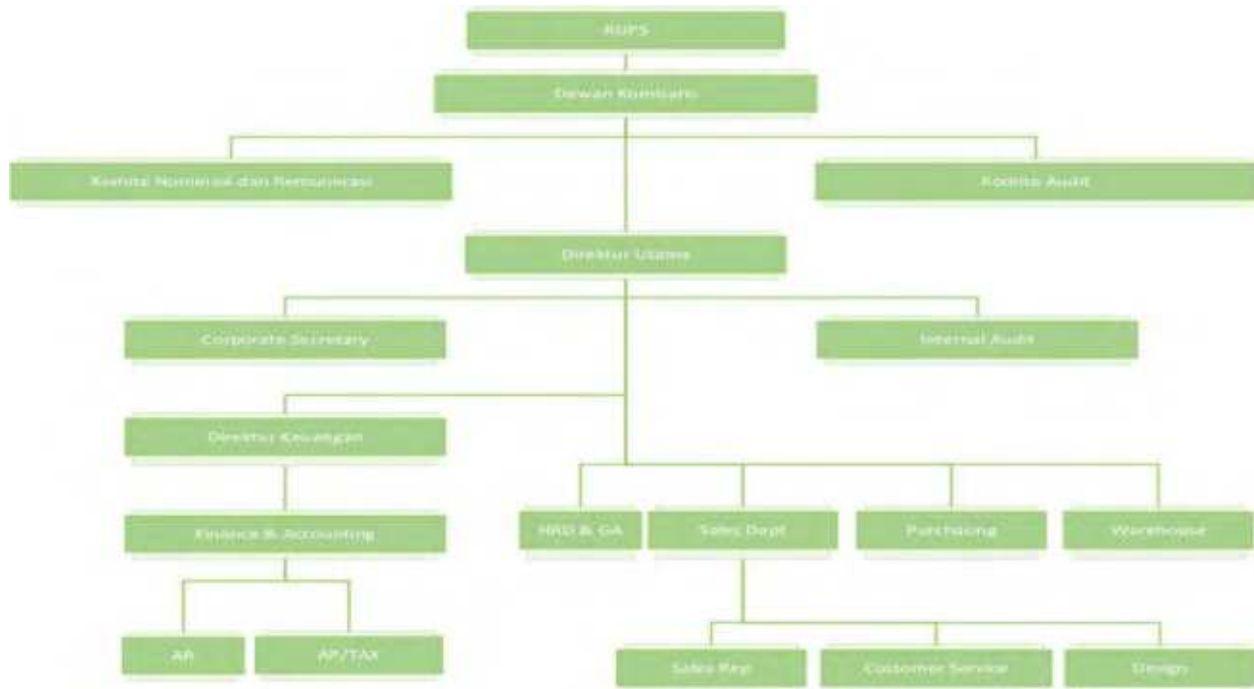 RUPS
Dewan Komisaris
Komite Nominasi dan Remunerasi
Komite Audit
Direktur Utama
Corporate Secretary
Internal Audit
Direktur Keuangan
Finance & Accounting
HRD & GA
Sales Dept
Purchasing
Warehouse
AR
AP/TAX
Sales Rep
Customer Service
Design